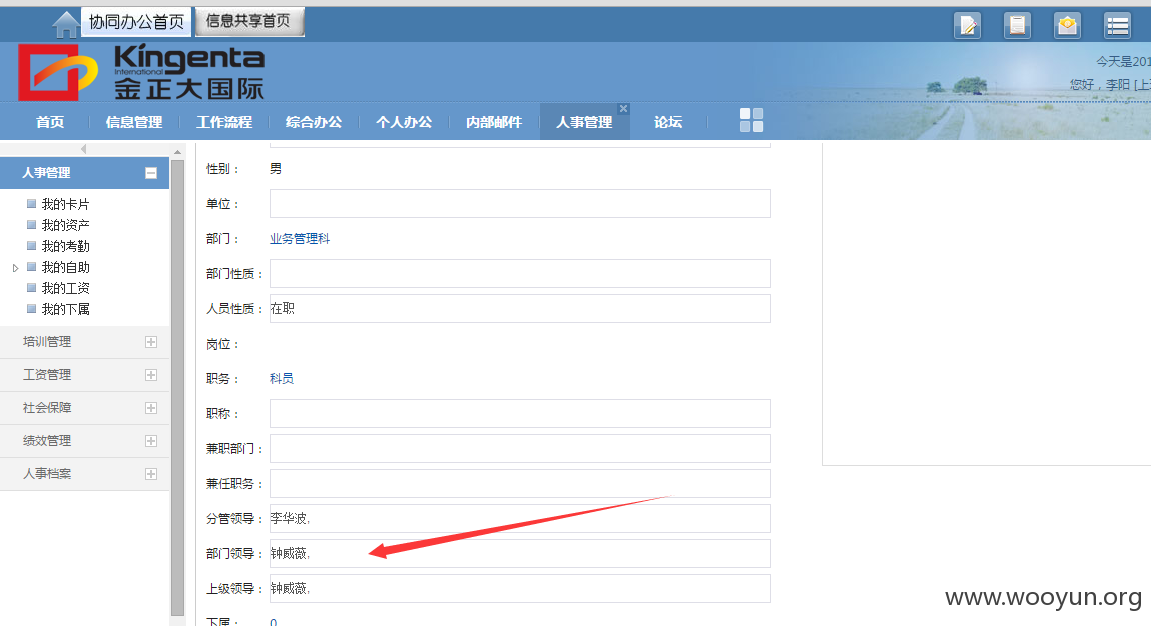 协同办公首页 信息共享首页
Kingenta
International
金正大国际
今天是201
您好，李阳 [上
首页 信息管理 工作流程 综合办公 个人办公 内部邮件 人事管理 论坛
人事管理
我的卡片
我的资产
我的考勤
我的自助
我的工资
我的下属
培训管理
工资管理
社会保障
绩效管理
人事档案
性别： 男
单位：
部门： 业务管理科
部门性质：
人员性质： 在职
岗位：
职务： 科员
职称：
兼职部门：
兼任职务：
分管领导： 李华波,
部门领导： 钟威薇,
上级领导： 钟威薇,
下属： 0
www.wooyun.org